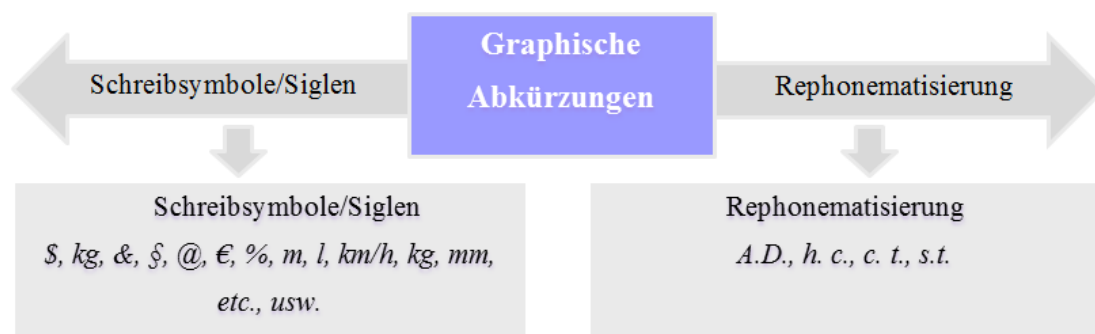 Graphische
Abkürzungen
Schreibsymbole/Siglen
Rephonematisierung
Schreibsymbole/Siglen
$, kg, &, §, @, €, %, m, l, km/h, kg, mm,
etc., usw.
Rephonematisierung
A.D., h. c., c. t., s.t.